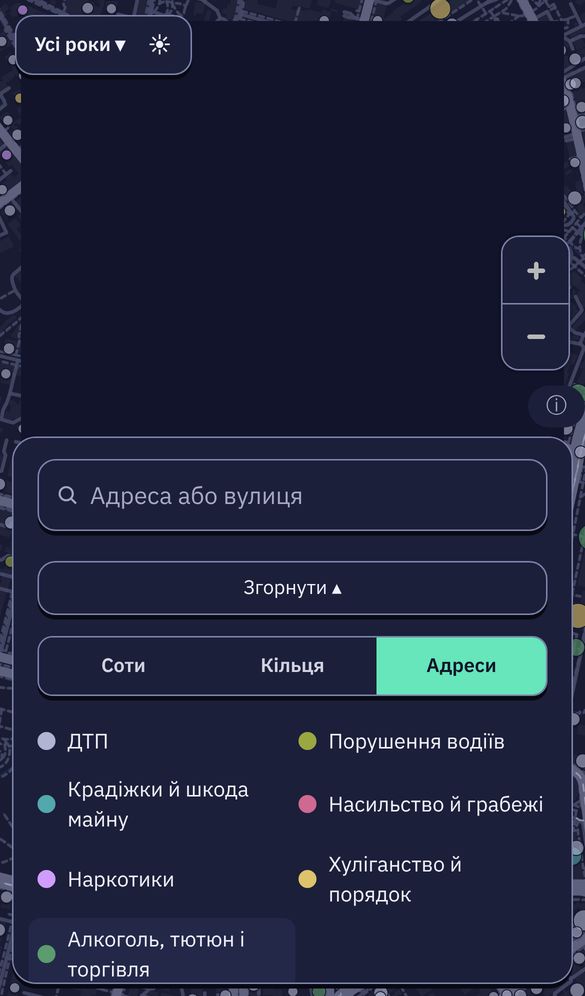 Усі роки ▾
Адреса або вулиця
Згорнути ▴
Соти
Кільця
Адреси
ДТП
Порушення водіїв
Крадіжки й шкода
майну
Насильство й грабежі
Наркотики
Хуліганство й
порядок
Алкоголь, тютюн і
торгівля